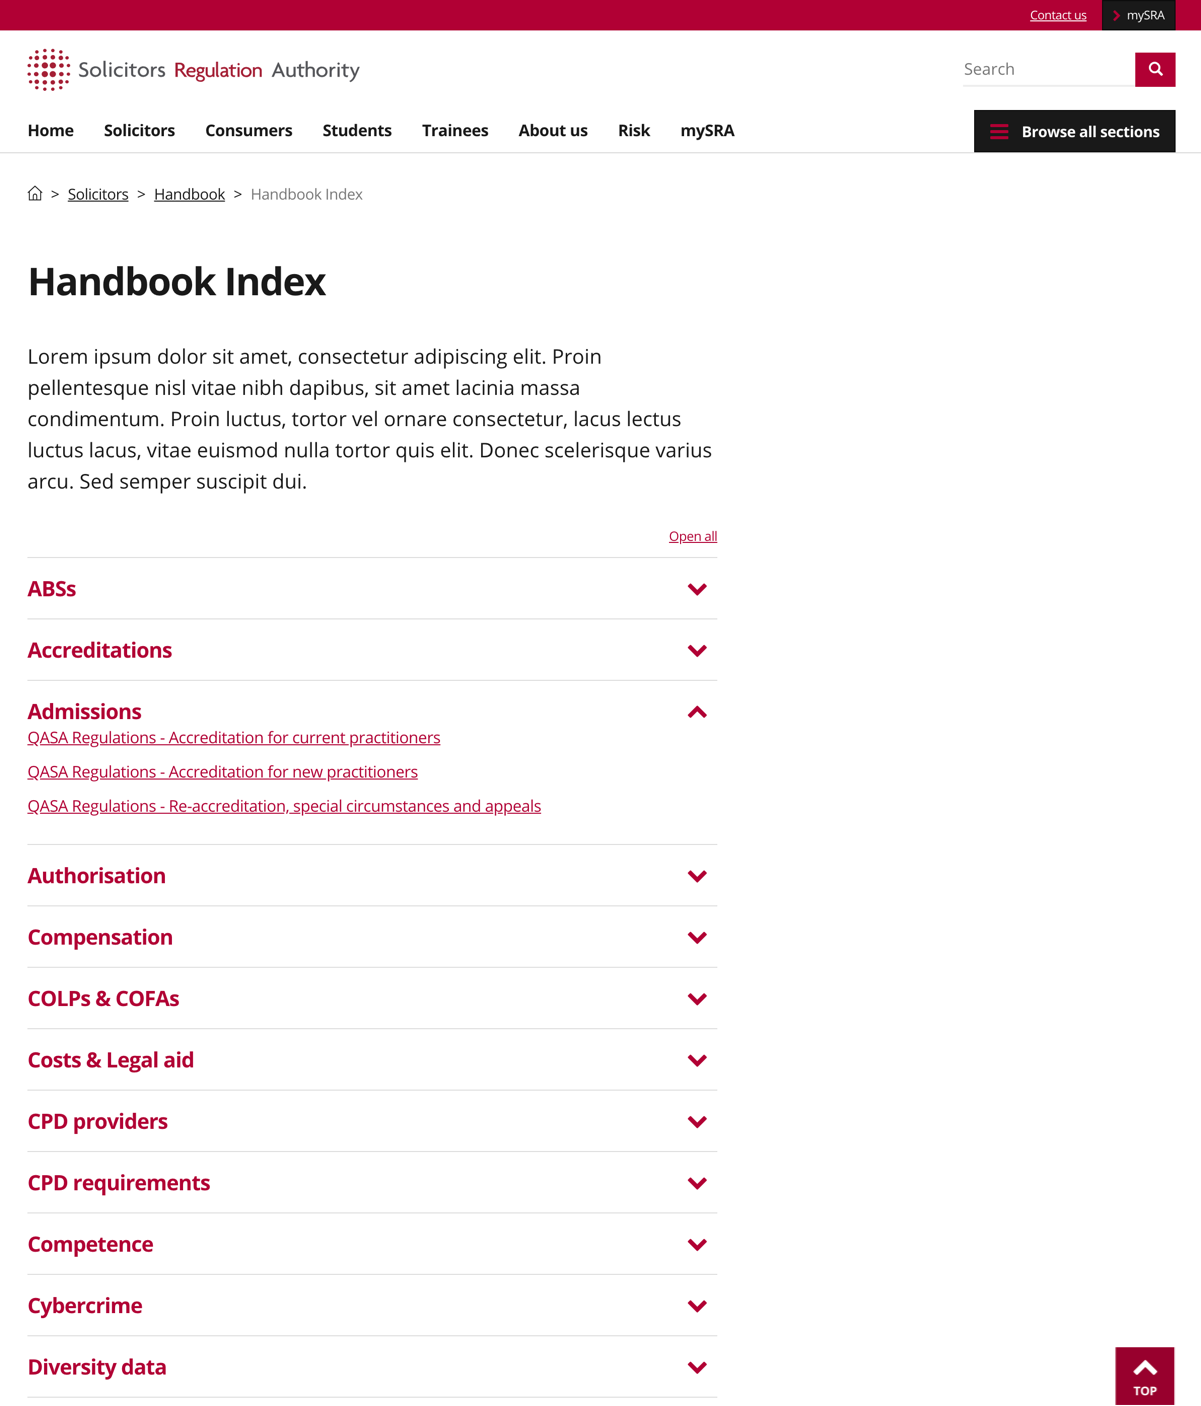 Contact us
mySRA
Solicitors Regulation Authority
Search
Home Solicitors Consumers Students Trainees About us Risk mySRA
Browse all sections
> Solicitors > Handbook > Handbook Index
Handbook Index
Lorem ipsum dolor sit amet, consectetur adipiscing elit. Proin
pellentesque nisl vitae nibh dapibus, sit amet lacinia massa
condimentum. Proin luctus, tortor vel ornare consectetur, lacus lectus
luctus lacus, vitae euismod nulla tortor quis elit. Donec scelerisque varius
arcu. Sed semper suscipit dui.
Open all
ABSs
Accreditations
Admissions
QASA Regulations - Accreditation for current practitioners
QASA Regulations - Accreditation for new practitioners
QASA Regulations - Re-accreditation, special circumstances and appeals
Authorisation
Compensation
COLPs & COFAs
Costs & Legal aid
CPD providers
CPD requirements
Competence
Cybercrime
Diversity data
TOP